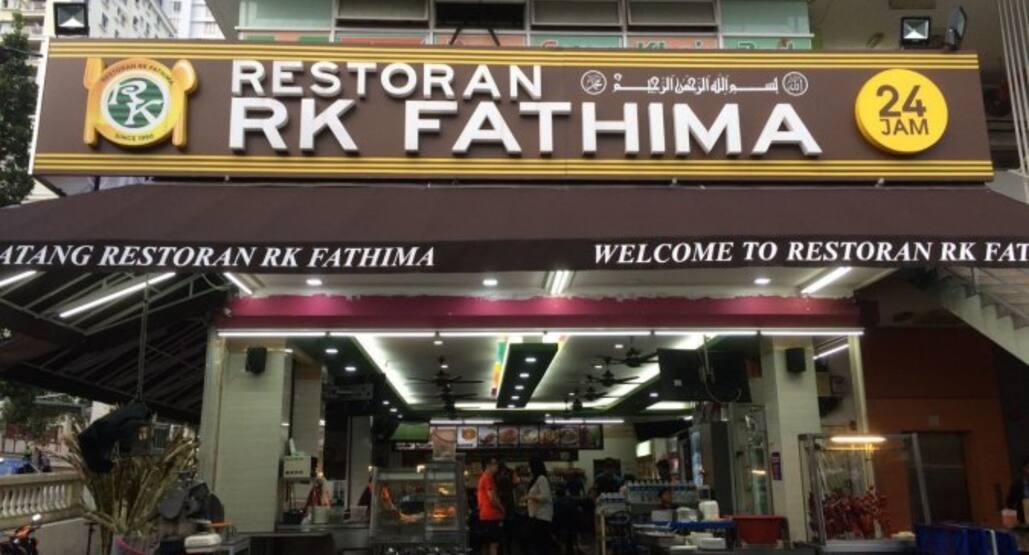 RESTORAN RK FATHIMA
RK
SINCE 1990
RESTORAN
بسم الله الرحمن الرحيم
RK FATHIMA
24
JAM
ATANG RESTORAN RK FATHIMA
WELCOME TO RESTORAN RK FAT